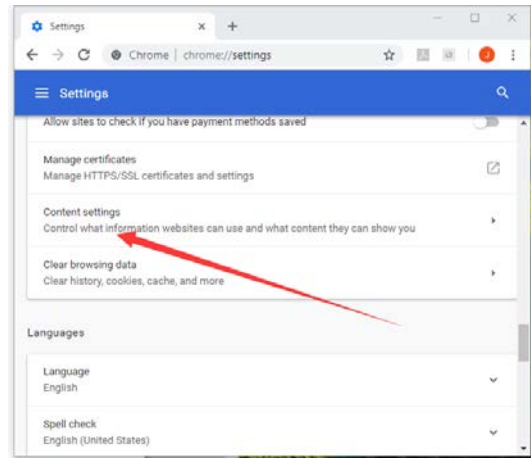 Settings
Chrome | chrome://settings
J
Settings
Allow sites to check if you have payment methods saved
Manage certificates
Manage HTTPS/SSL certificates and settings
Content settings
Control what information websites can use and what content they can show you
Clear browsing data
Clear history, cookies, cache, and more
Languages
Language
English
Spell check
English (United States)